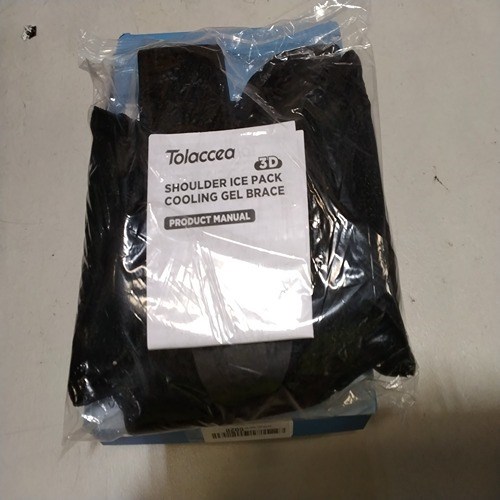 Tolaccea
3D
SHOULDER ICE PACK
COOLING GEL BRACE
PRODUCT MANUAL